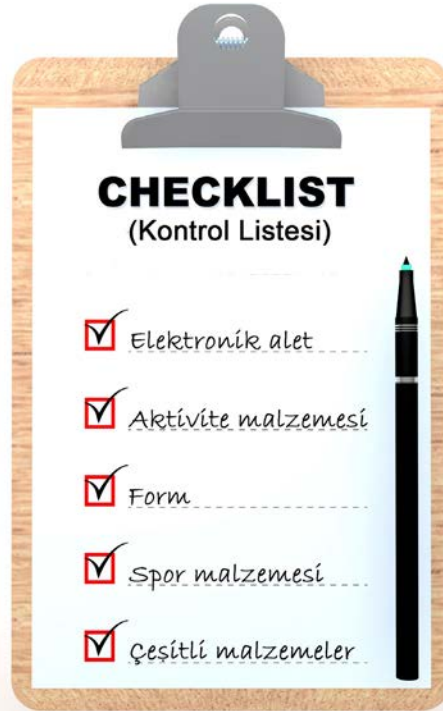 CHECKLIST
(Kontrol Listesi)
Elektronik alet
Aktivite malzemesi
Form
Spor malzemesi
Çeşitli malzemeler